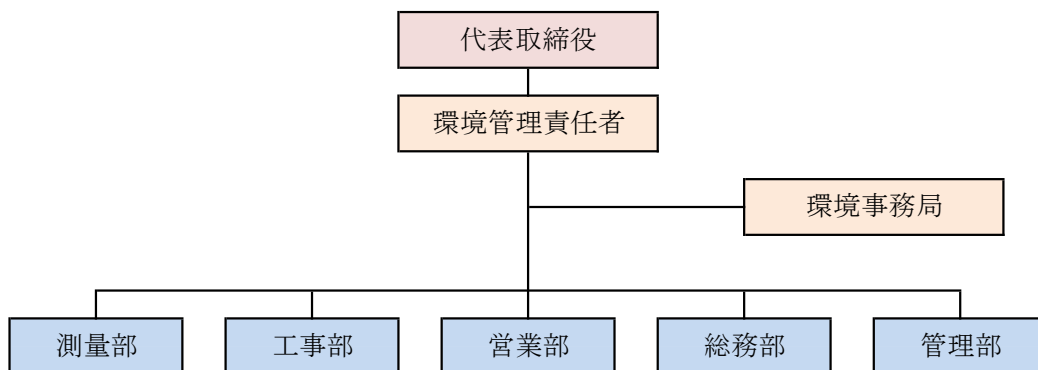 代表取締役
環境管理責任者
環境事務局
測量部
工事部
営業部
総務部
管理部